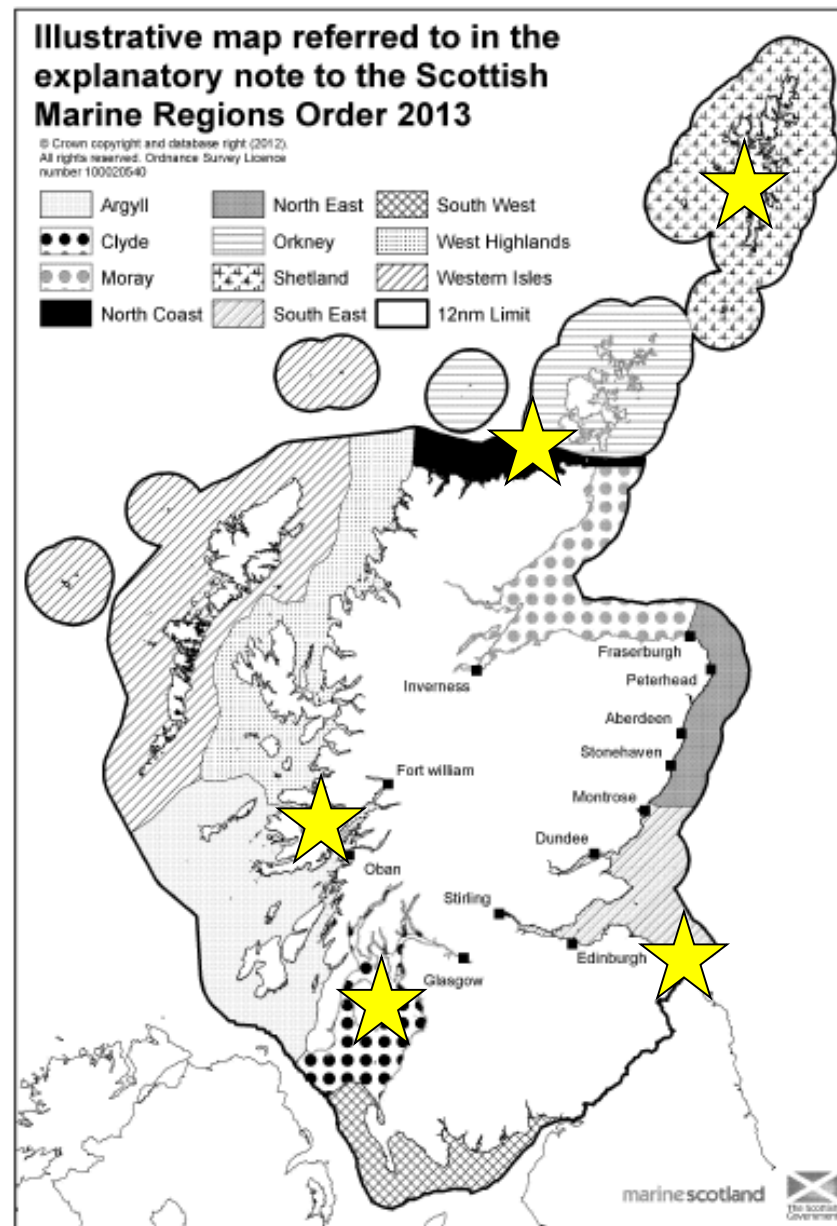 Illustrative map referred to in the
explanatory note to the Scottish
Marine Regions Order 2013
© Crown copyright and database right (2012).
All rights reserved. Ordnance Survey Licence
number 100020540
Argyll
North East
South West
Clyde
Orkney
West Highlands
Moray
Shetland
Western Isles
North Coast
South East
12nm Limit
Fraserburgh
Inverness
Peterhead
Aberdeen
Stonehaven
Fort william
Montrose
Dundee
Oban
Stirling
Edinburgh
Glasgow
marinescotland
The Scottish
Government